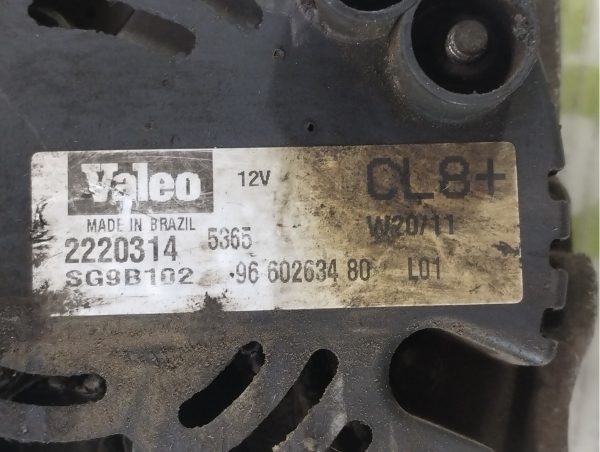 Valeo 12V CL8+
MADE IN BRAZIL W20/11
2220314 5365
SG9B102 ·96 602634 80 L01